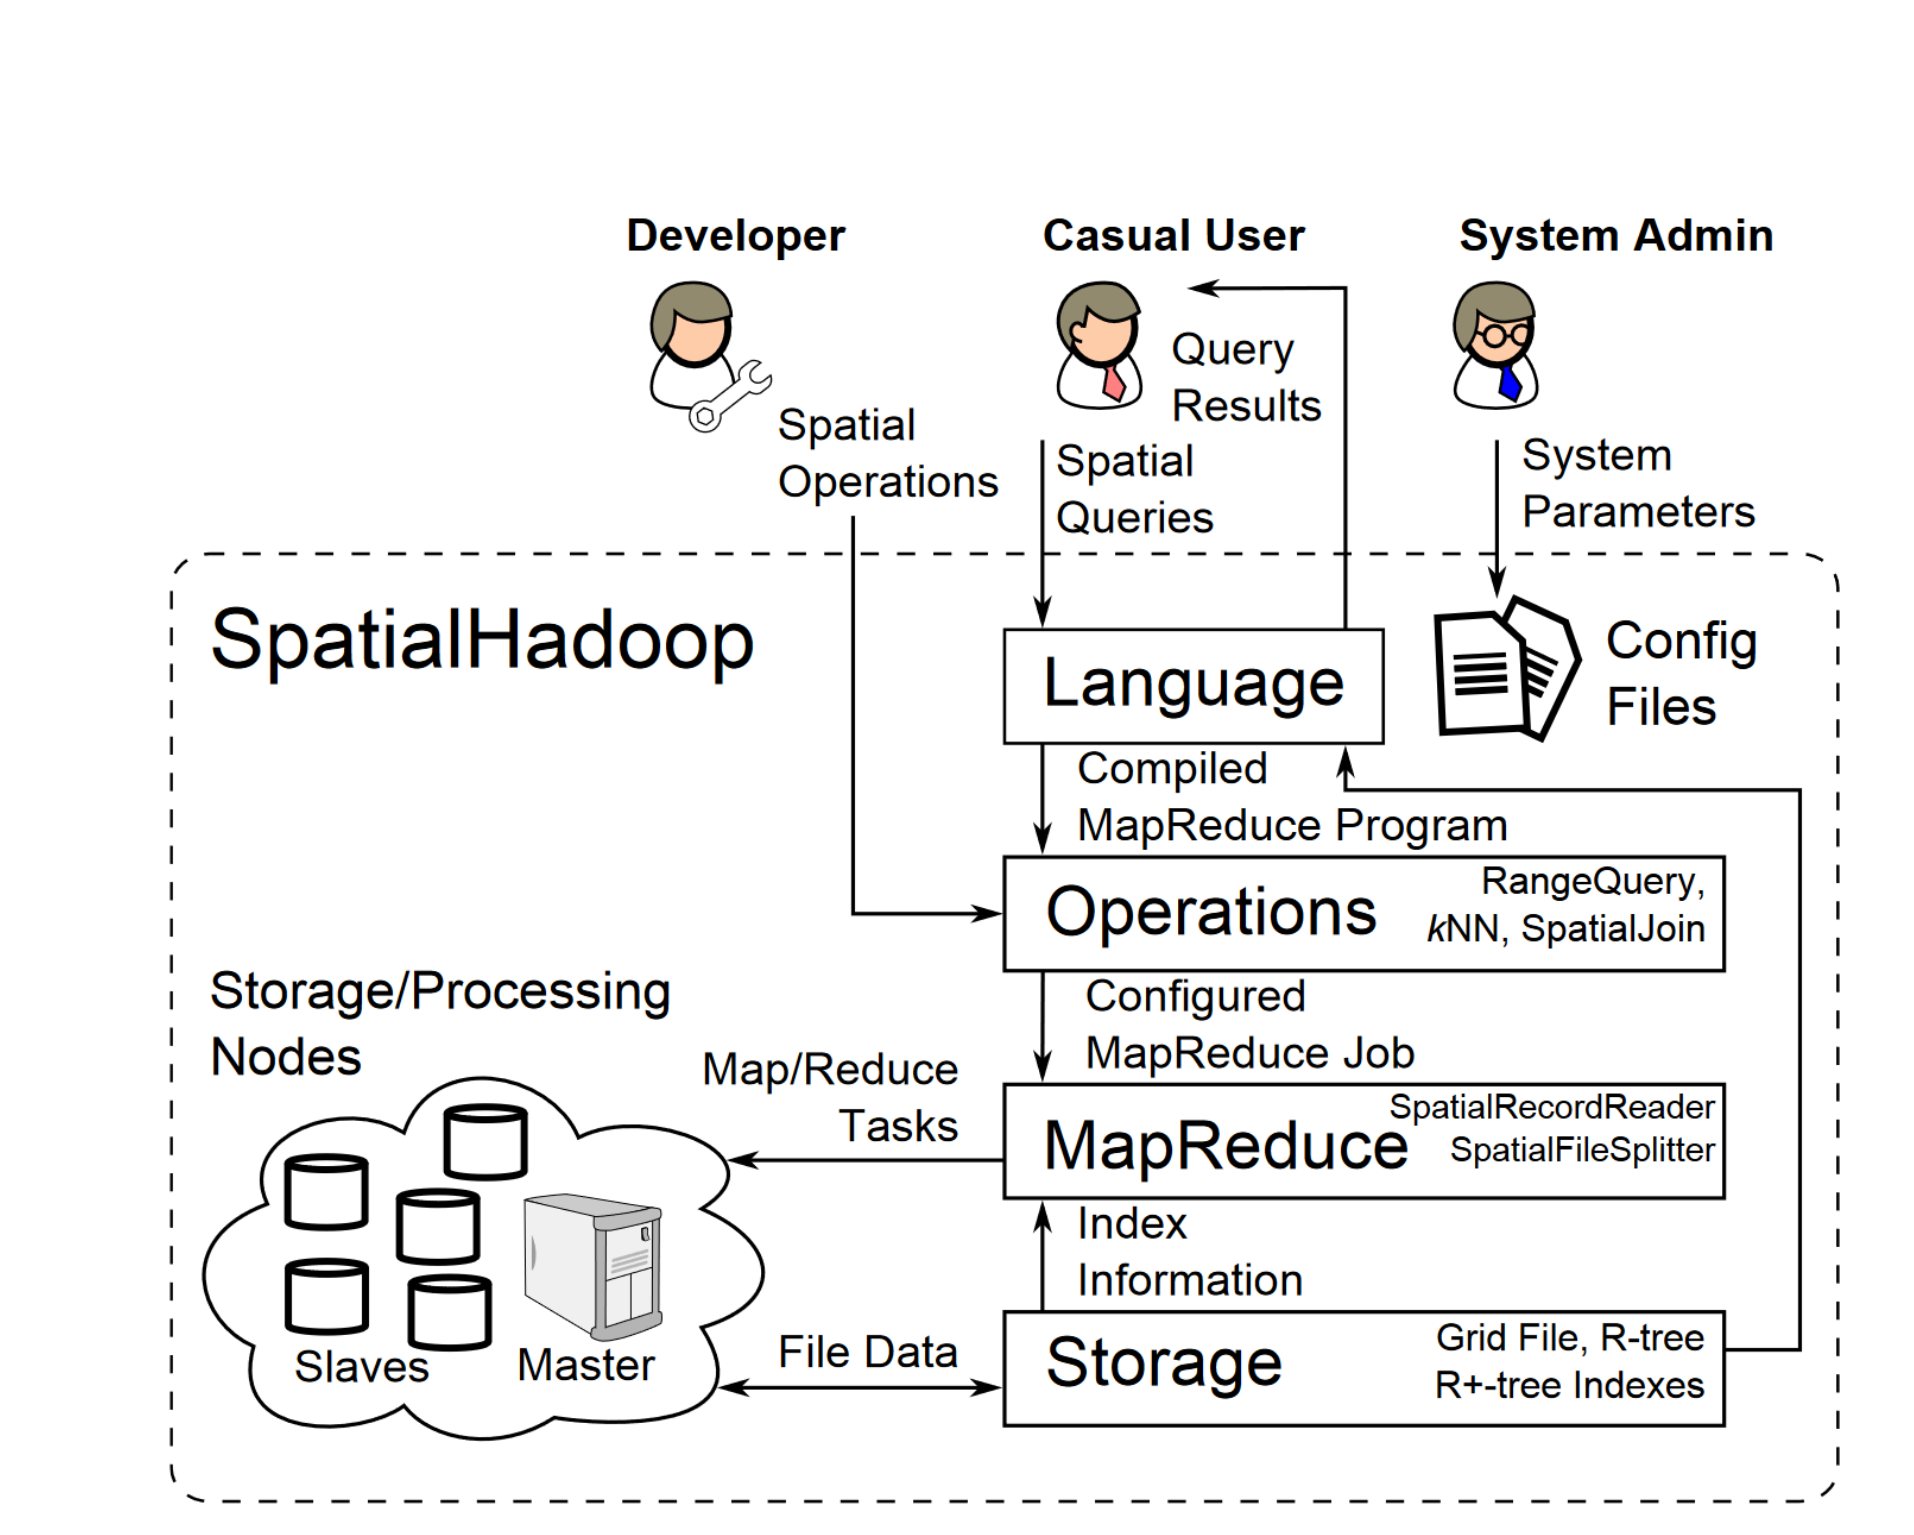 Developer
Casual User
System Admin
Query
Results
Spatial
Operations
Spatial
Queries
System
Parameters
SpatialHadoop
Language
Config
Files
Compiled
MapReduce Program
Operations
RangeQuery,
kNN, SpatialJoin
Configured
MapReduce Job
Storage/Processing
Nodes
Map/Reduce
Tasks
MapReduce
SpatialRecordReader
SpatialFileSplitter
Index
Information
Slaves
Master
File Data
Storage
Grid File, R-tree
R+-tree Indexes